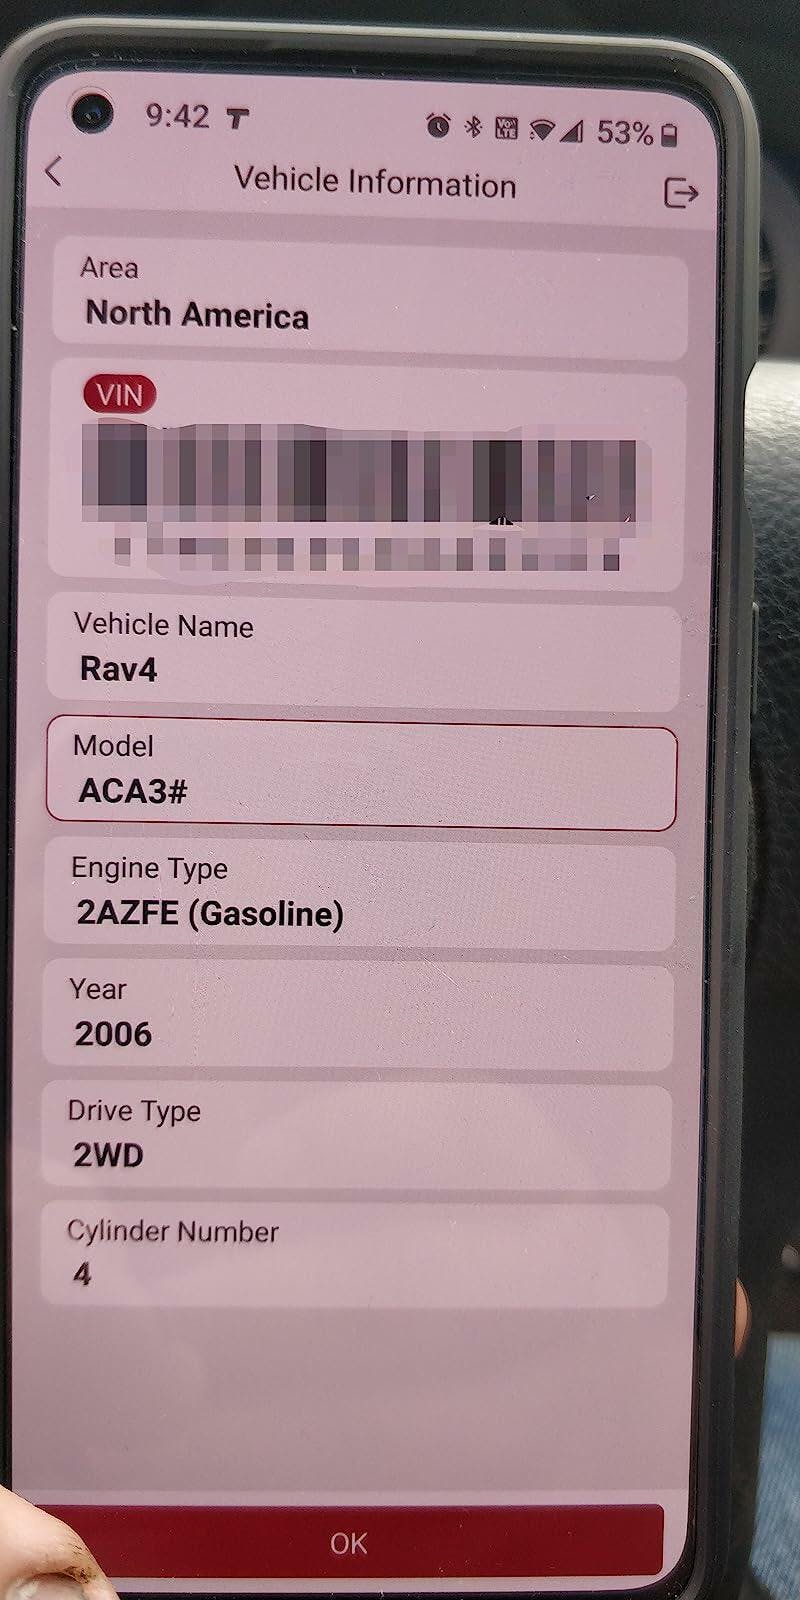 9:42 T 53%
Vehicle Information
Area
North America
VIN
Vehicle Name
Rav4
Model
ACA3#
Engine Type
2AZFE (Gasoline)
Year
2006
Drive Type
2WD
Cylinder Number
4
OK